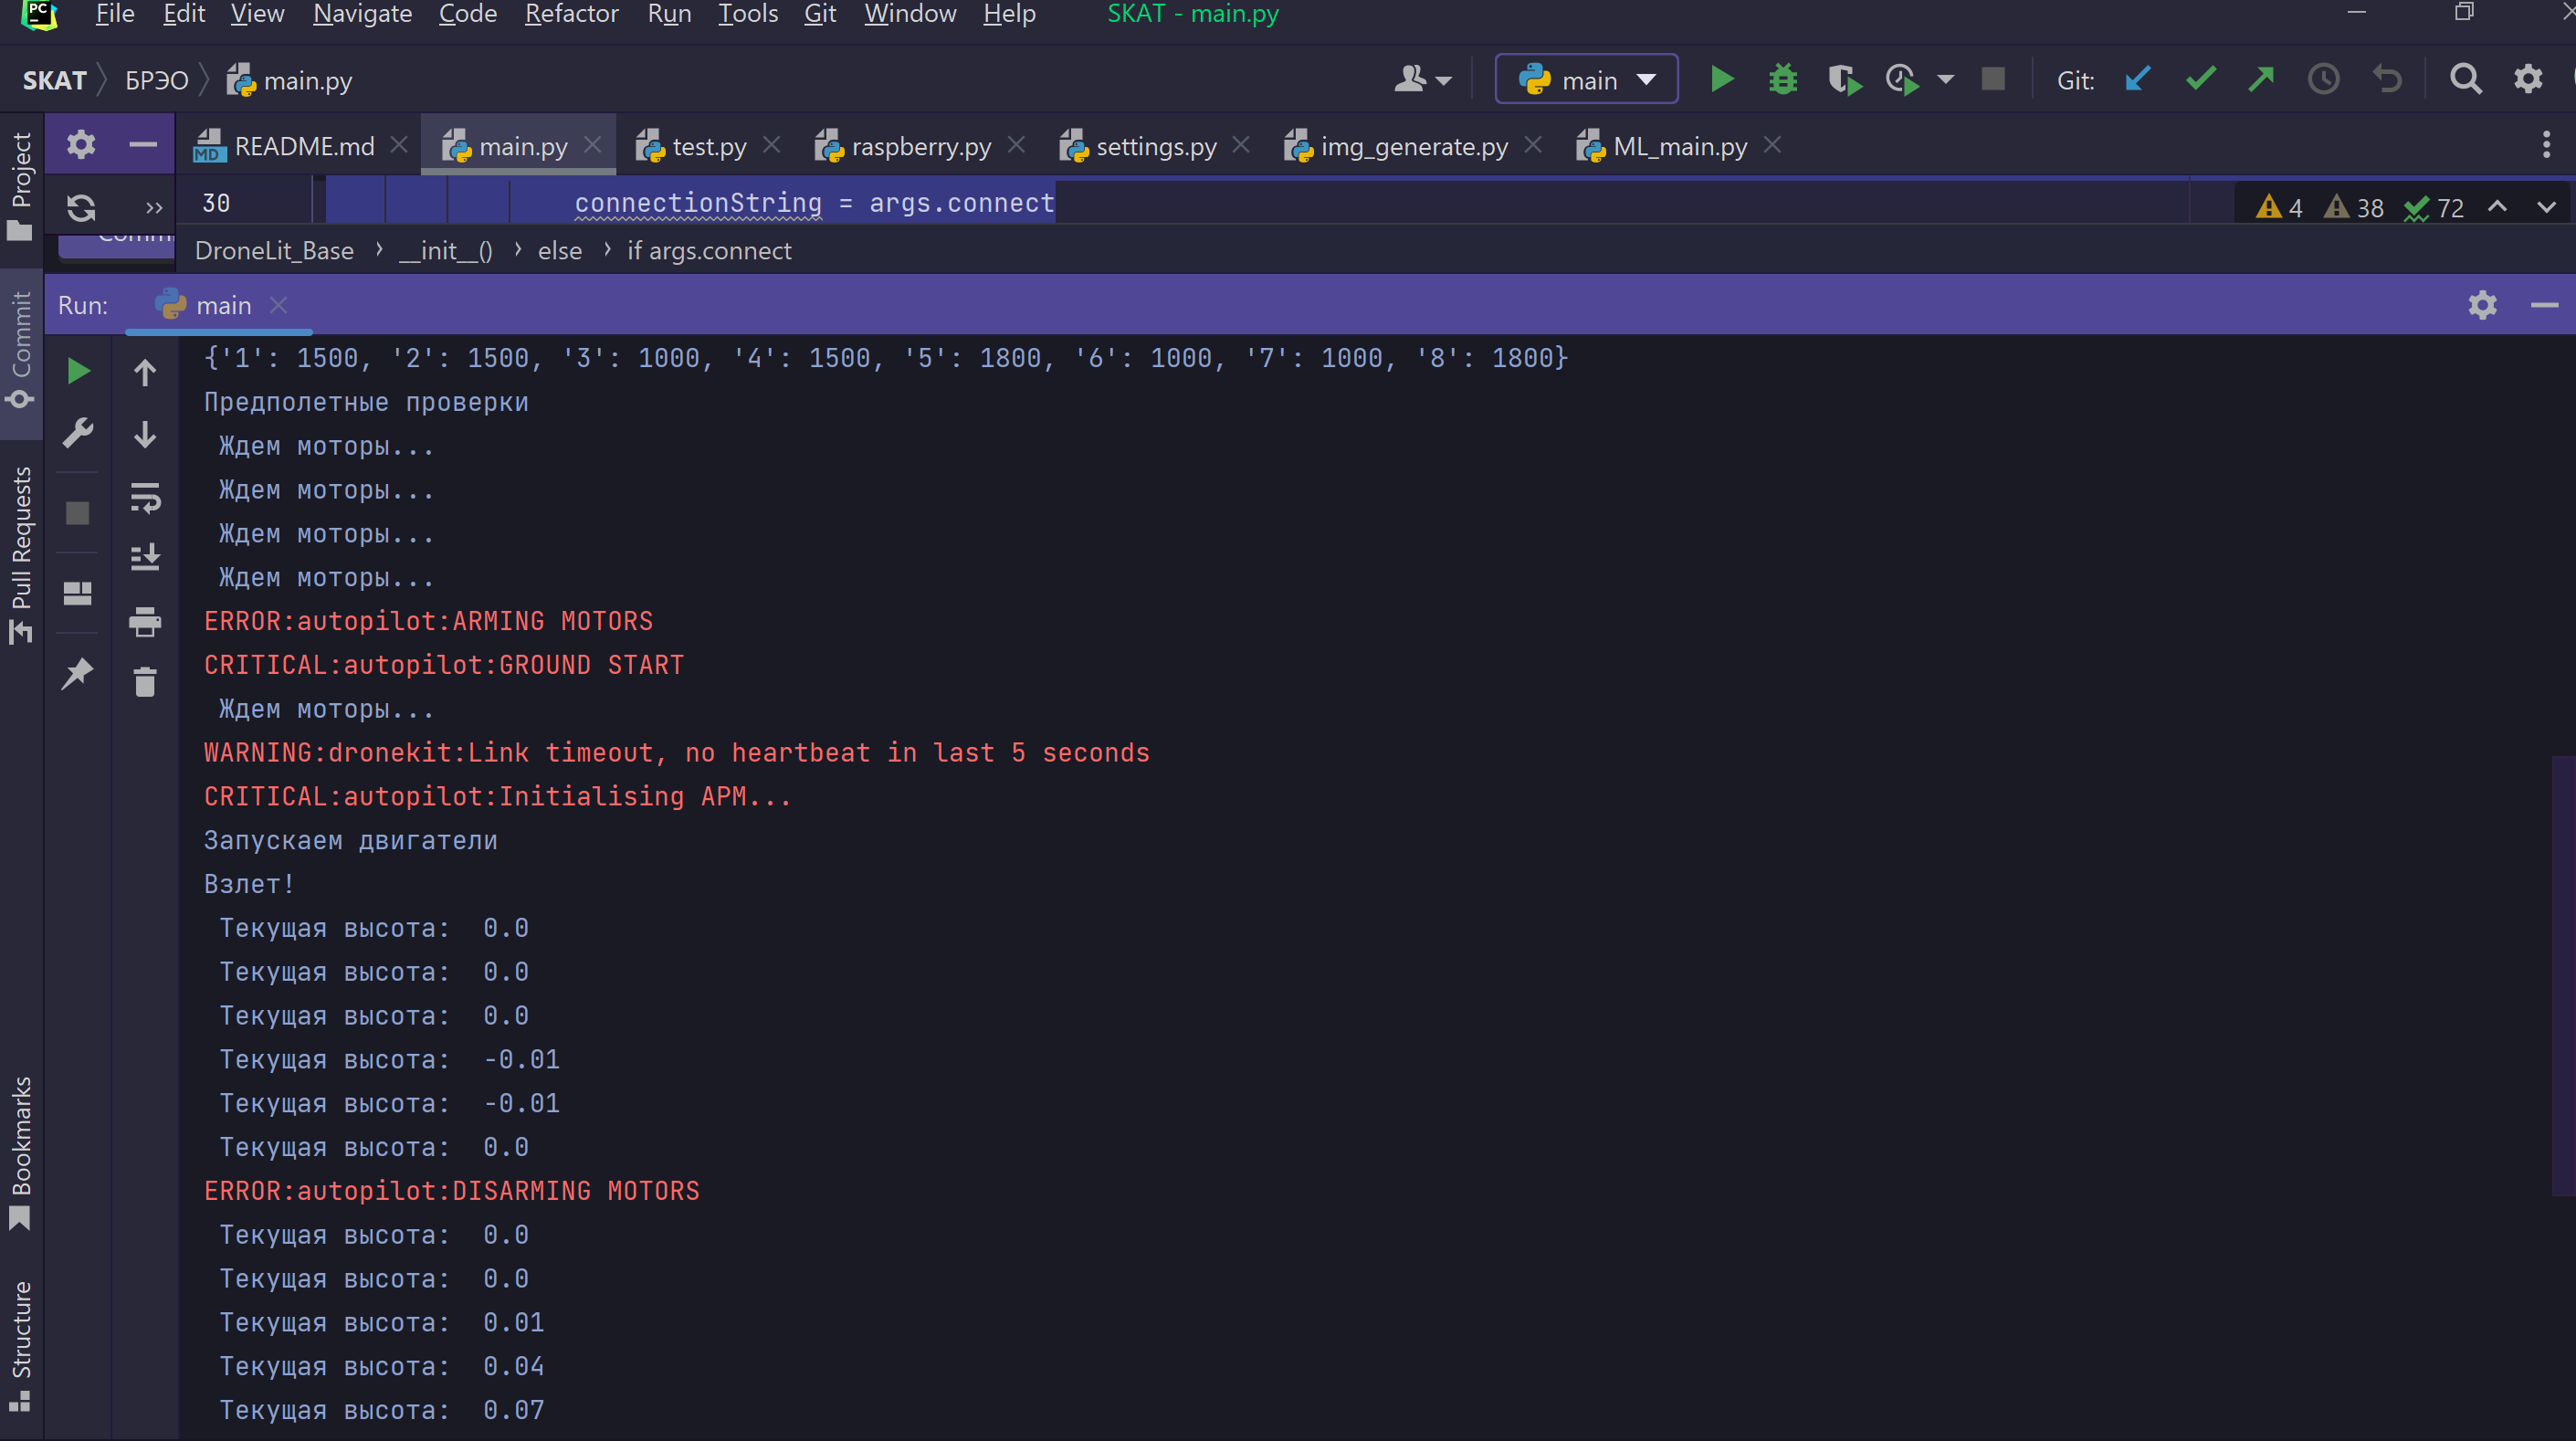 PC File Edit View Navigate Code Refactor Run Tools Git Window Help SKAT - main.py
SKAT БРЭО main.py main Git:
README.md main.py test.py raspberry.py settings.py img_generate.py ML_main.py
30 connectionString = args.connect 4 38 72
DroneLit_Base › __init__() › else › if args.connect
Run: main
{'1': 1500, '2': 1500, '3': 1000, '4': 1500, '5': 1800, '6': 1000, '7': 1000, '8': 1800}
Предполетные проверки
Ждем моторы...
Ждем моторы...
Ждем моторы...
Ждем моторы...
ERROR:autopilot:ARMING MOTORS
CRITICAL:autopilot:GROUND START
Ждем моторы...
WARNING:dronekit:Link timeout, no heartbeat in last 5 seconds
CRITICAL:autopilot:Initialising APM...
Запускаем двигатели
Взлет!
Текущая высота:  0.0
Текущая высота:  0.0
Текущая высота:  0.0
Текущая высота:  -0.01
Текущая высота:  -0.01
Текущая высота:  0.0
ERROR:autopilot:DISARMING MOTORS
Текущая высота:  0.0
Текущая высота:  0.0
Текущая высота:  0.01
Текущая высота:  0.04
Текущая высота:  0.07
Project
Commit
Pull Requests
Bookmarks
Structure